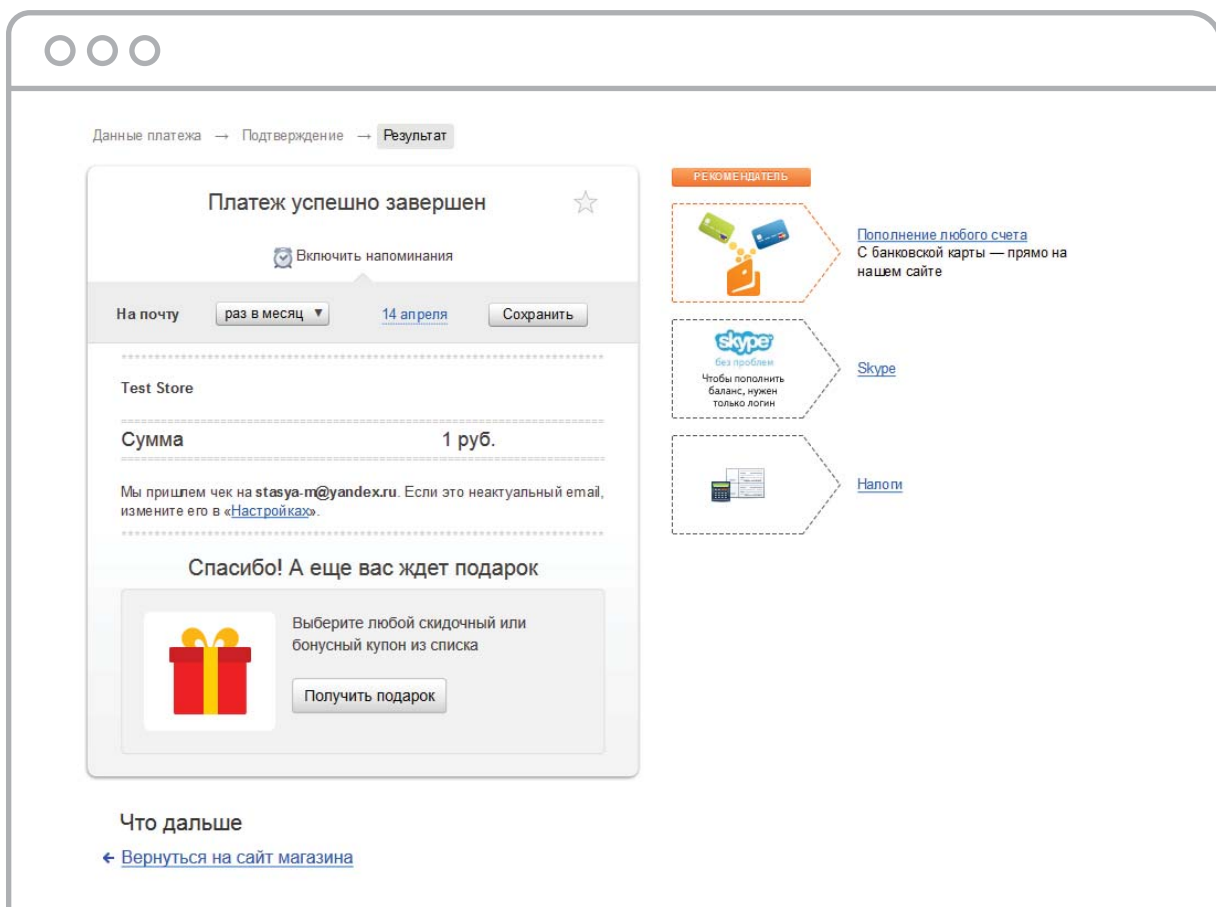 Данные платежа → Подтверждение → Результат
Платеж успешно завершен
Включить напоминания
На почту раз в месяц ▼ 14 апреля Сохранить
Test Store
Сумма 1 руб.
Мы пришлем чек на stasya-m@yandex.ru. Если это неактуальный email,
измените его в «Настройках».
Спасибо! А еще вас ждет подарок
Выберите любой скидочный или
бонусный купон из списка
Получить подарок
Что дальше
← Вернуться на сайт магазина
РЕКОМЕНДАТЕЛЬ
Пополнение любого счета
С банковской карты — прямо на
нашем сайте
skype
без проблем
Чтобы пополнить
баланс, нужен
только логин
Skype
Налоги